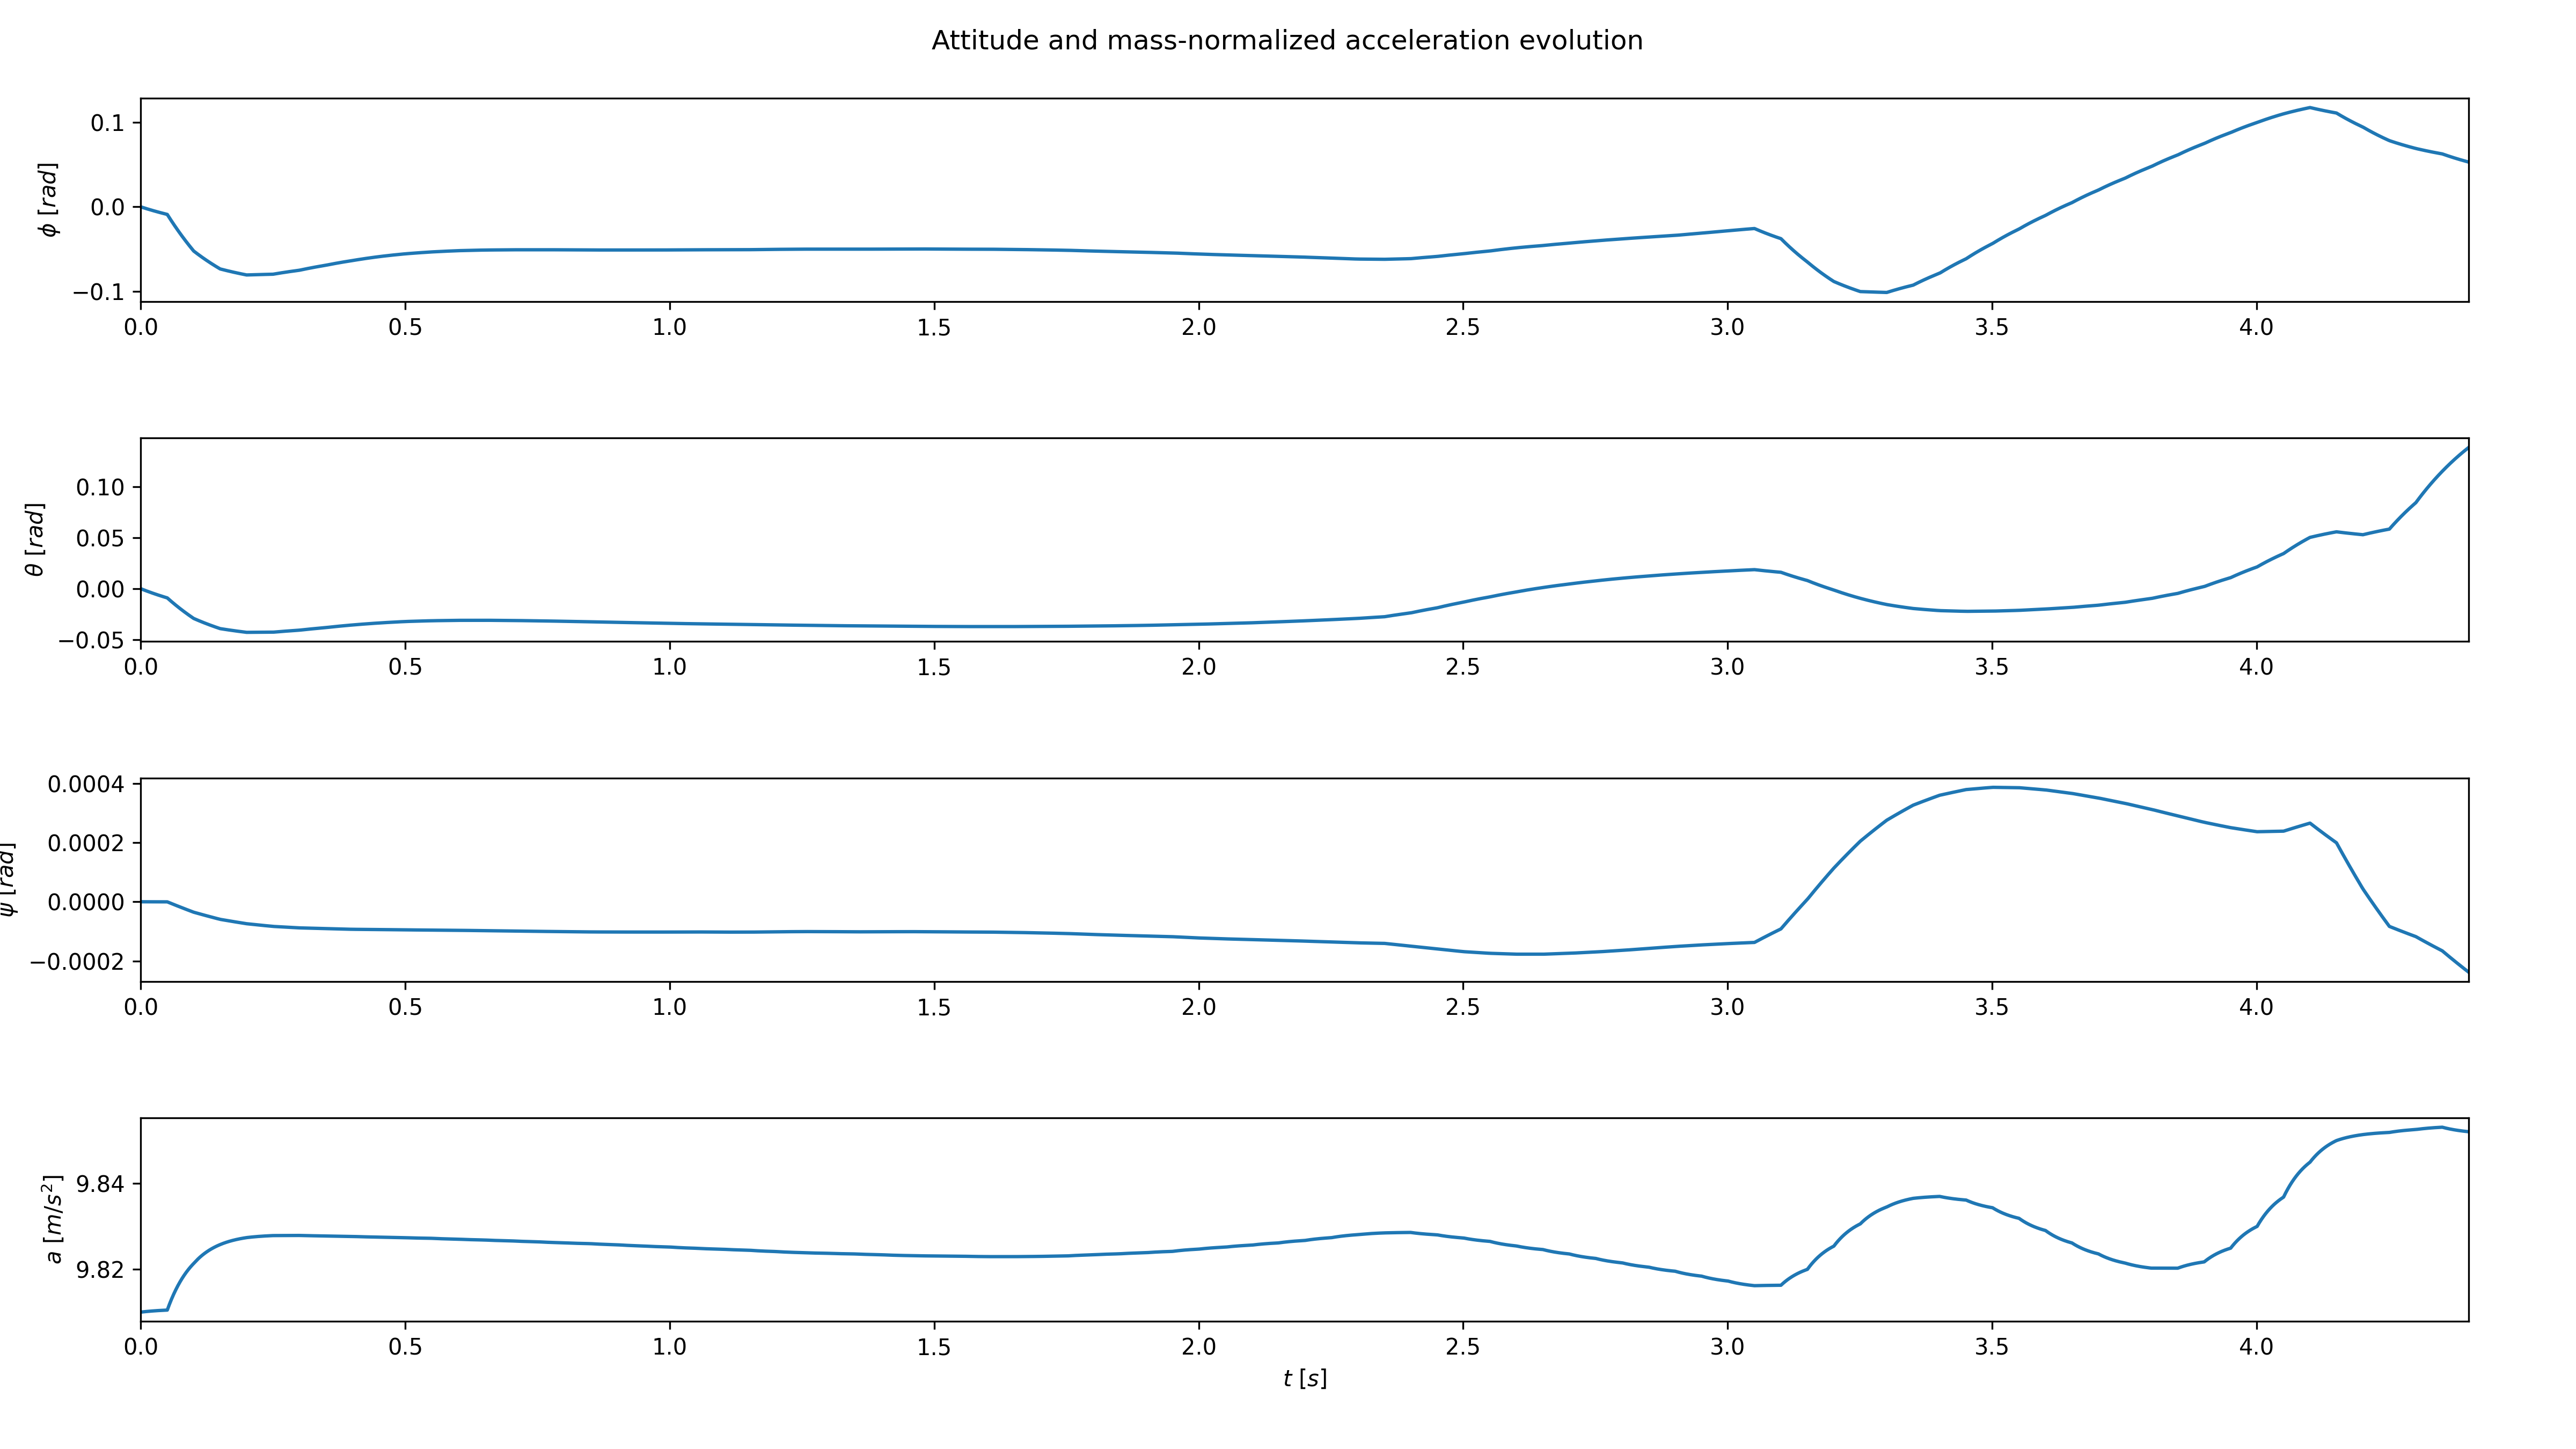 Attitude and mass-normalized acceleration evolution
0.1
0.0
−0.1
ϕ [rad]
0.0 0.5 1.0 1.5 2.0 2.5 3.0 3.5 4.0
0.10
0.05
0.00
−0.05
θ [rad]
0.0 0.5 1.0 1.5 2.0 2.5 3.0 3.5 4.0
0.0004
0.0002
0.0000
−0.0002
ψ [rad]
0.0 0.5 1.0 1.5 2.0 2.5 3.0 3.5 4.0
9.84
9.82
a [m/s²]
0.0 0.5 1.0 1.5 2.0 2.5 3.0 3.5 4.0
t [s]